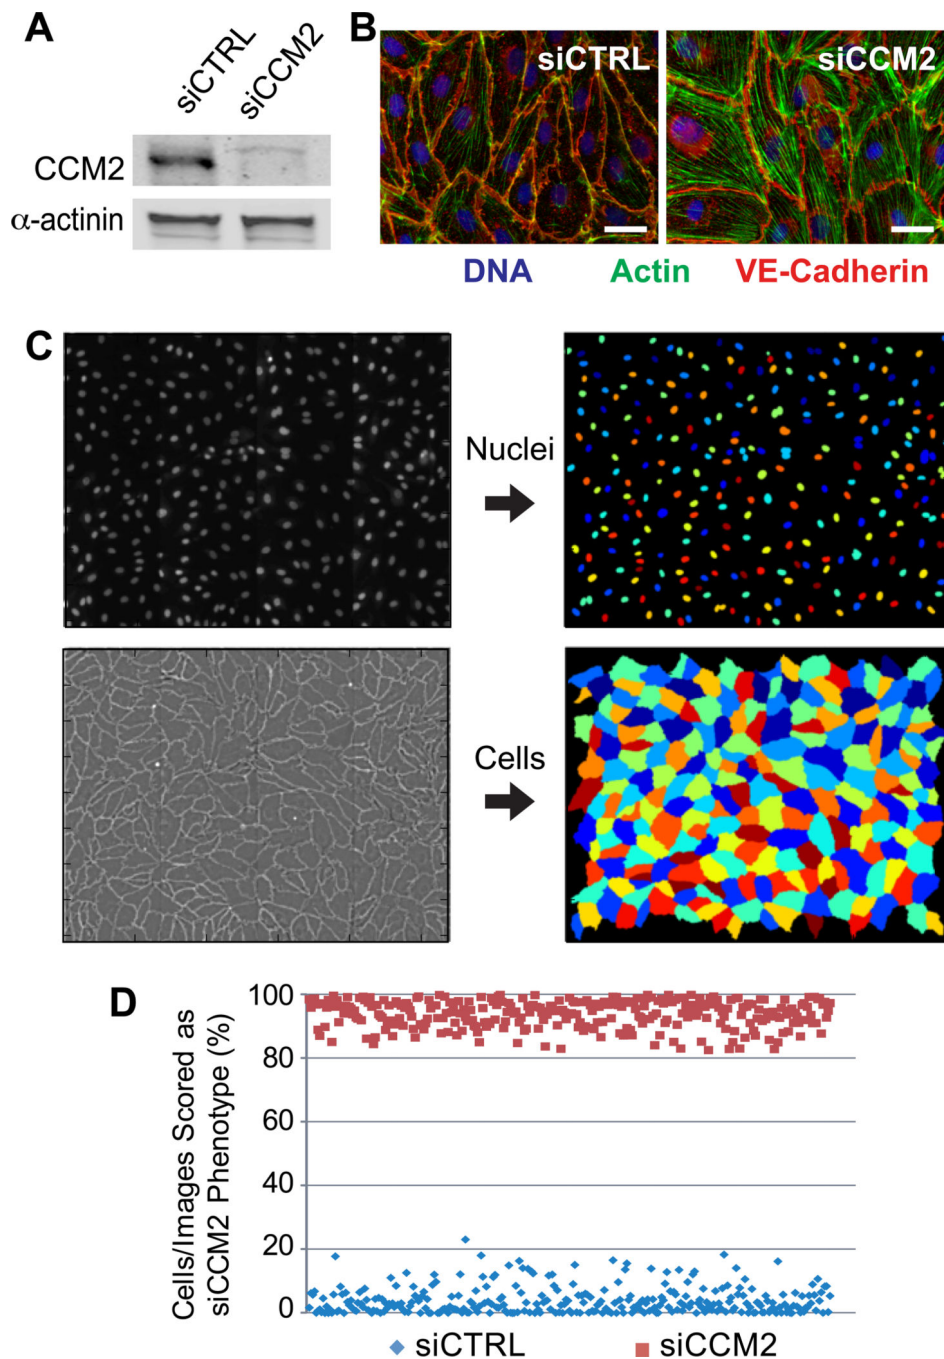 A
siCTRL
siCCM2
CCM2
α-actinin
B
siCTRL
siCCM2
DNA
Actin
VE-Cadherin
C
Nuclei
Cells
D
Cells/Images Scored as
siCCM2 Phenotype (%)
100
80
60
40
20
0
siCTRL
siCCM2